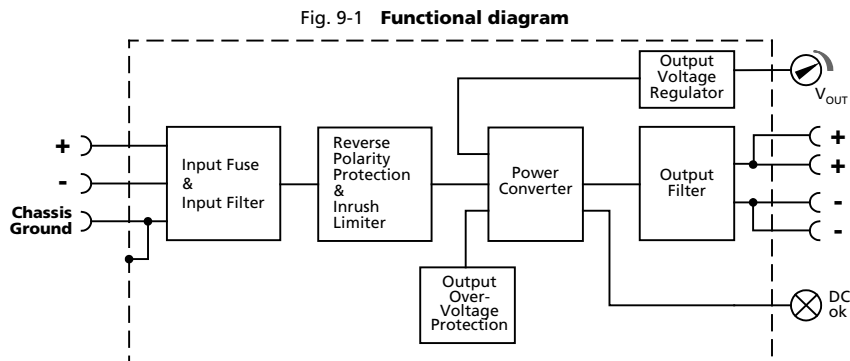 Fig. 9-1 Functional diagram
Output
Voltage
Regulator
VOUT
+
-
Chassis
Ground
Input Fuse
&
Input Filter
Reverse
Polarity
Protection
&
Inrush
Limiter
Power
Converter
Output
Filter
+
+
-
-
Output
Over-
Voltage
Protection
DC
ok